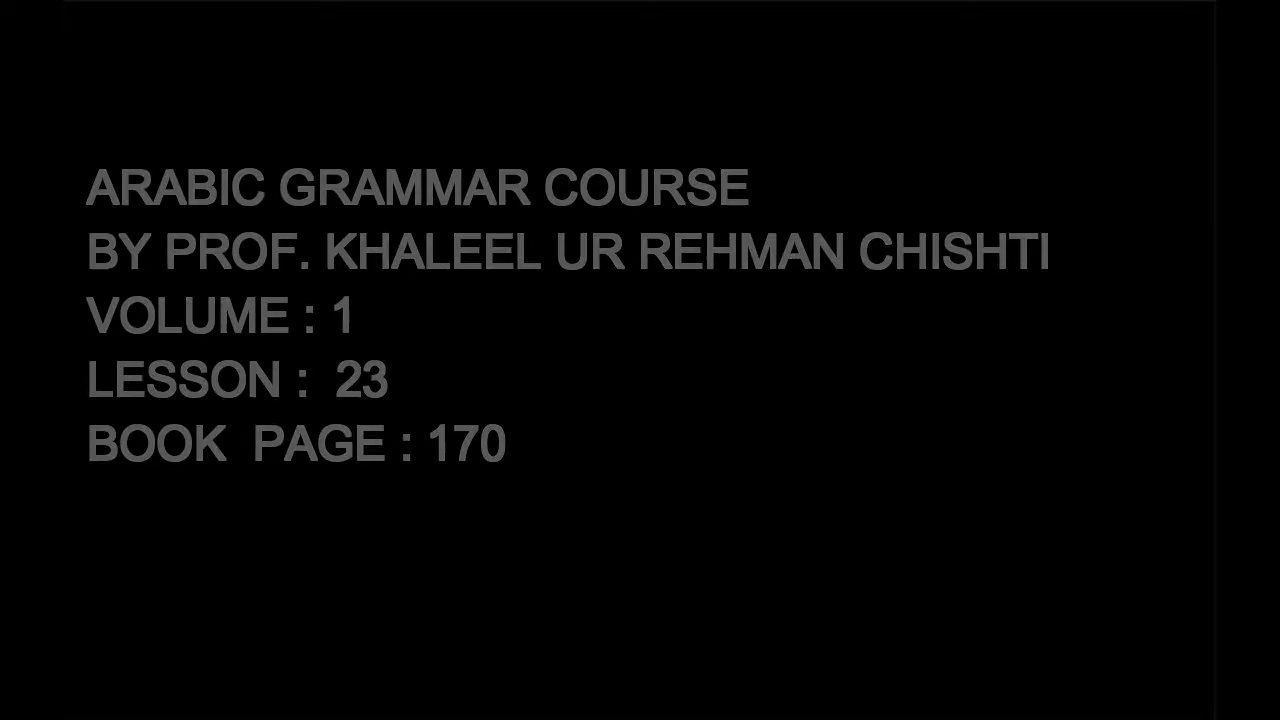 ARABIC GRAMMAR COURSE
BY PROF. KHALEEL UR REHMAN CHISHTI
VOLUME : 1
LESSON :  23
BOOK  PAGE : 170